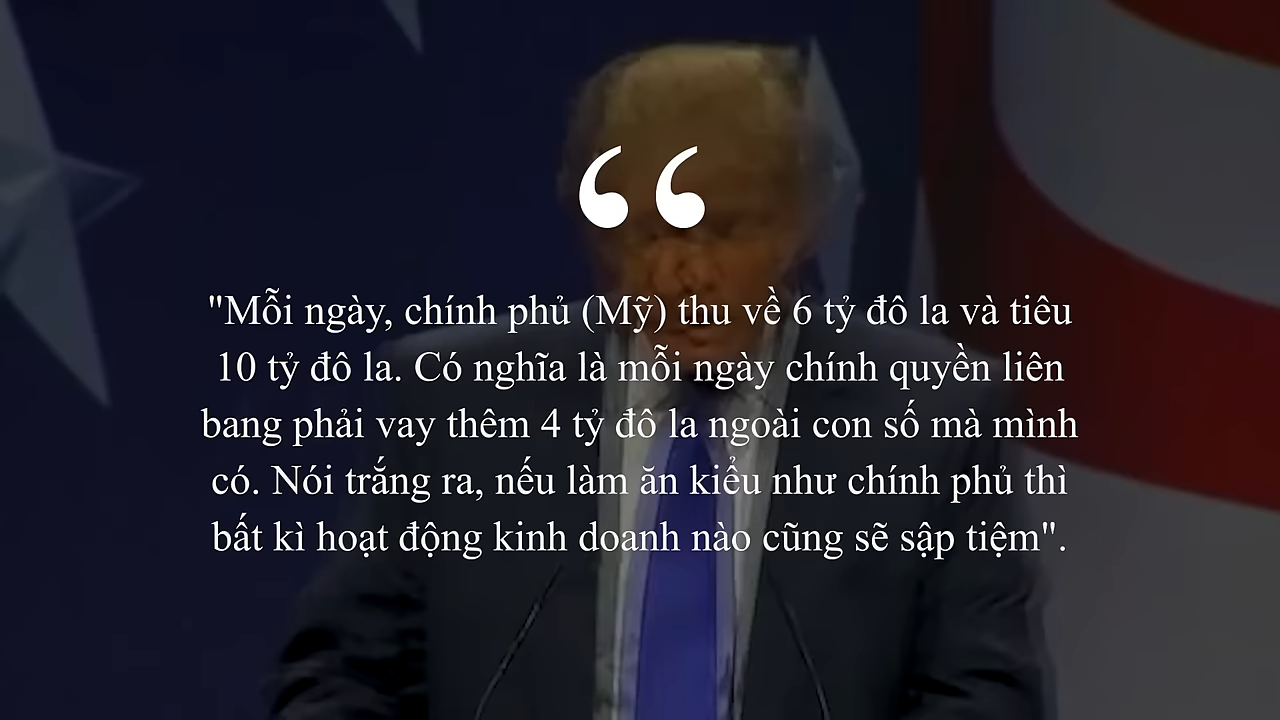 "Mỗi ngày, chính phủ (Mỹ) thu về 6 tỷ đô la và tiêu
10 tỷ đô la. Có nghĩa là mỗi ngày chính quyền liên
bang phải vay thêm 4 tỷ đô la ngoài con số mà mình
có. Nói trắng ra, nếu làm ăn kiểu như chính phủ thì
bất kì hoạt động kinh doanh nào cũng sẽ sập tiệm".